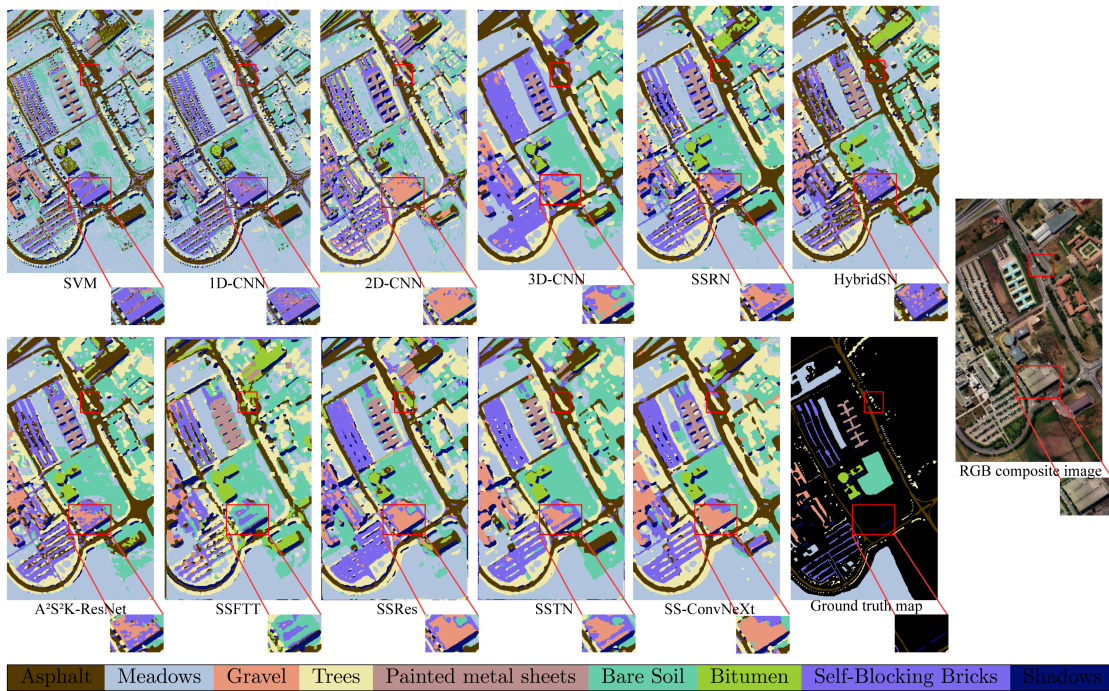 SVM
1D-CNN
2D-CNN
3D-CNN
SSRN
HybridSN
RGB composite image
A²S²K-ResNet
SSFTT
SSRes
SSTN
SS-ConvNeXt
Ground truth map
Asphalt Meadows Gravel Trees Painted metal sheets Bare Soil Bitumen Self-Blocking Bricks Shadows